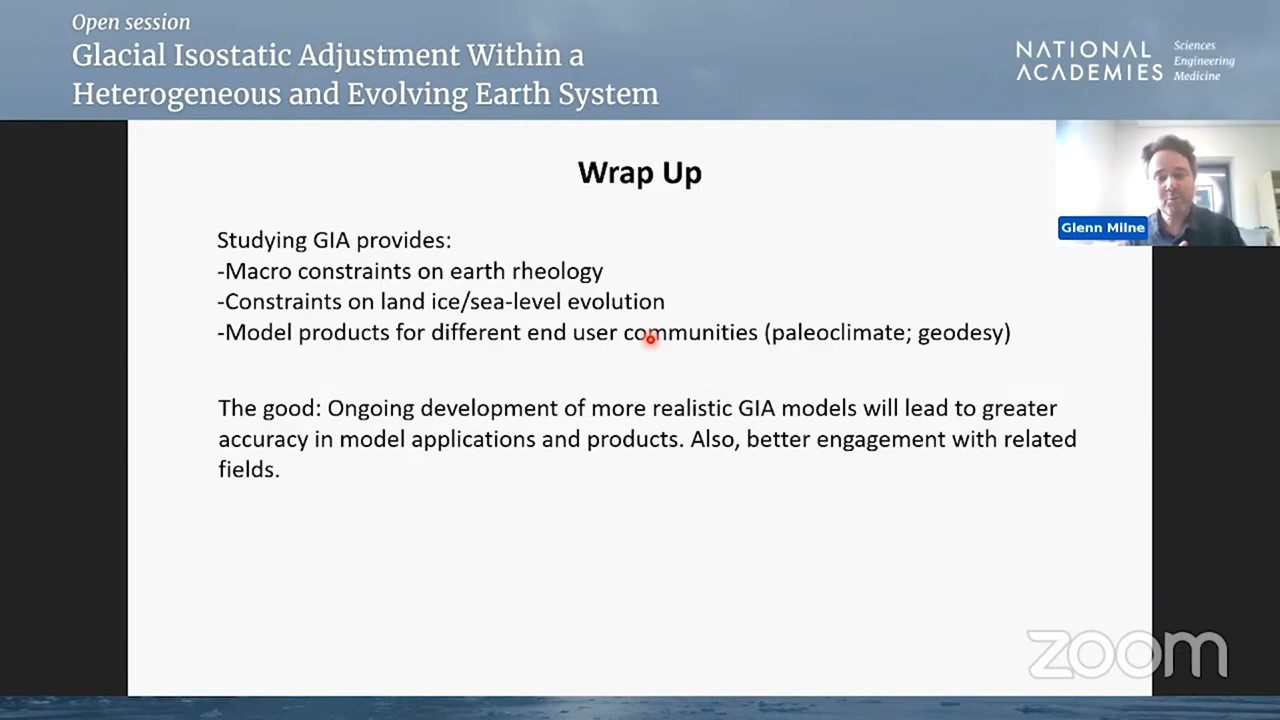 Open session
Glacial Isostatic Adjustment Within a
Heterogeneous and Evolving Earth System
NATIONAL
ACADEMIES
Sciences
Engineering
Medicine
Glenn Milne
Wrap Up
Studying GIA provides:
-Macro constraints on earth rheology
-Constraints on land ice/sea-level evolution
-Model products for different end user communities (paleoclimate; geodesy)
The good: Ongoing development of more realistic GIA models will lead to greater
accuracy in model applications and products. Also, better engagement with related
fields.
zoom